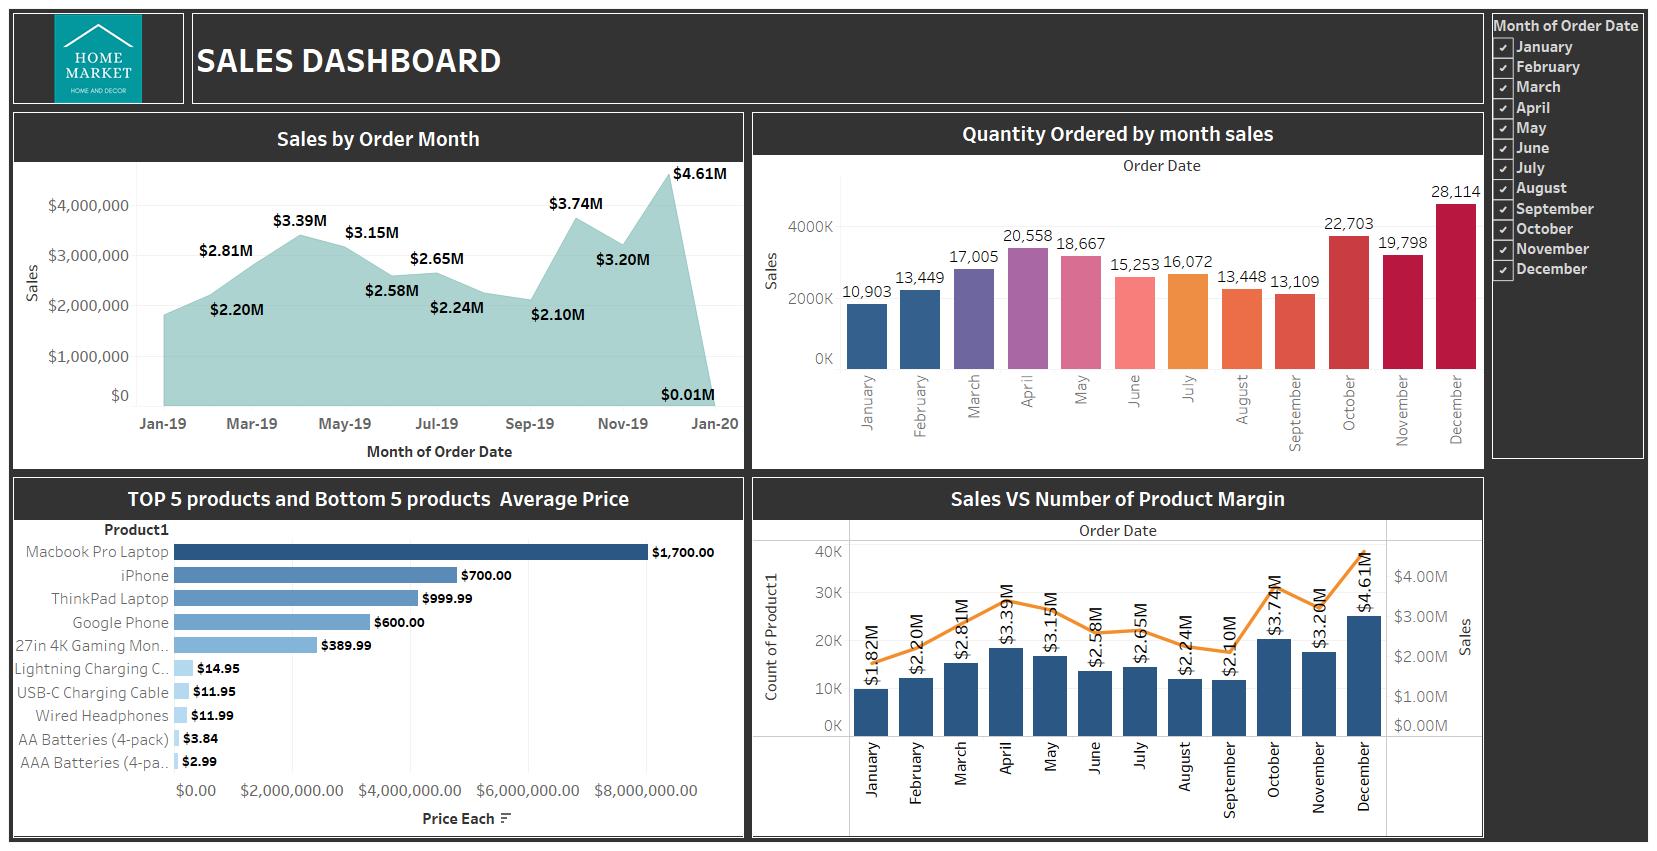 HOME
MARKET
HOME AND DECOR
SALES DASHBOARD
Month of Order Date
January
February
March
April
May
June
July
August
September
October
November
December
Sales by Order Month
Sales
$4,000,000
$3,000,000
$2,000,000
$1,000,000
$0
$2.20M
$2.81M
$3.39M
$3.15M
$2.58M
$2.65M
$2.24M
$2.10M
$3.74M
$3.20M
$4.61M
$0.01M
Jan-19 Mar-19 May-19 Jul-19 Sep-19 Nov-19 Jan-20
Month of Order Date
Quantity Ordered by month sales
Order Date
Sales
4000K
2000K
0K
10,903
13,449
17,005
20,558
18,667
15,253
16,072
13,448
13,109
22,703
19,798
28,114
January
February
March
April
May
June
July
August
September
October
November
December
TOP 5 products and Bottom 5 products Average Price
Product1
Macbook Pro Laptop $1,700.00
iPhone $700.00
ThinkPad Laptop $999.99
Google Phone $600.00
27in 4K Gaming Mon.. $389.99
Lightning Charging C.. $14.95
USB-C Charging Cable $11.95
Wired Headphones $11.99
AA Batteries (4-pack) $3.84
AAA Batteries (4-pa.. $2.99
$0.00 $2,000,000.00 $4,000,000.00 $6,000,000.00 $8,000,000.00
Price Each
Sales VS Number of Product Margin
Order Date
Count of Product1
40K
30K
20K
10K
0K
$1.82M
$2.20M
$2.81M
$3.39M
$3.15M
$2.58M
$2.65M
$2.24M
$2.10M
$3.74M
$3.20M
$4.61M
$4.00M
$3.00M
$2.00M
$1.00M
$0.00M
Sales
January
February
March
April
May
June
July
August
September
October
November
December